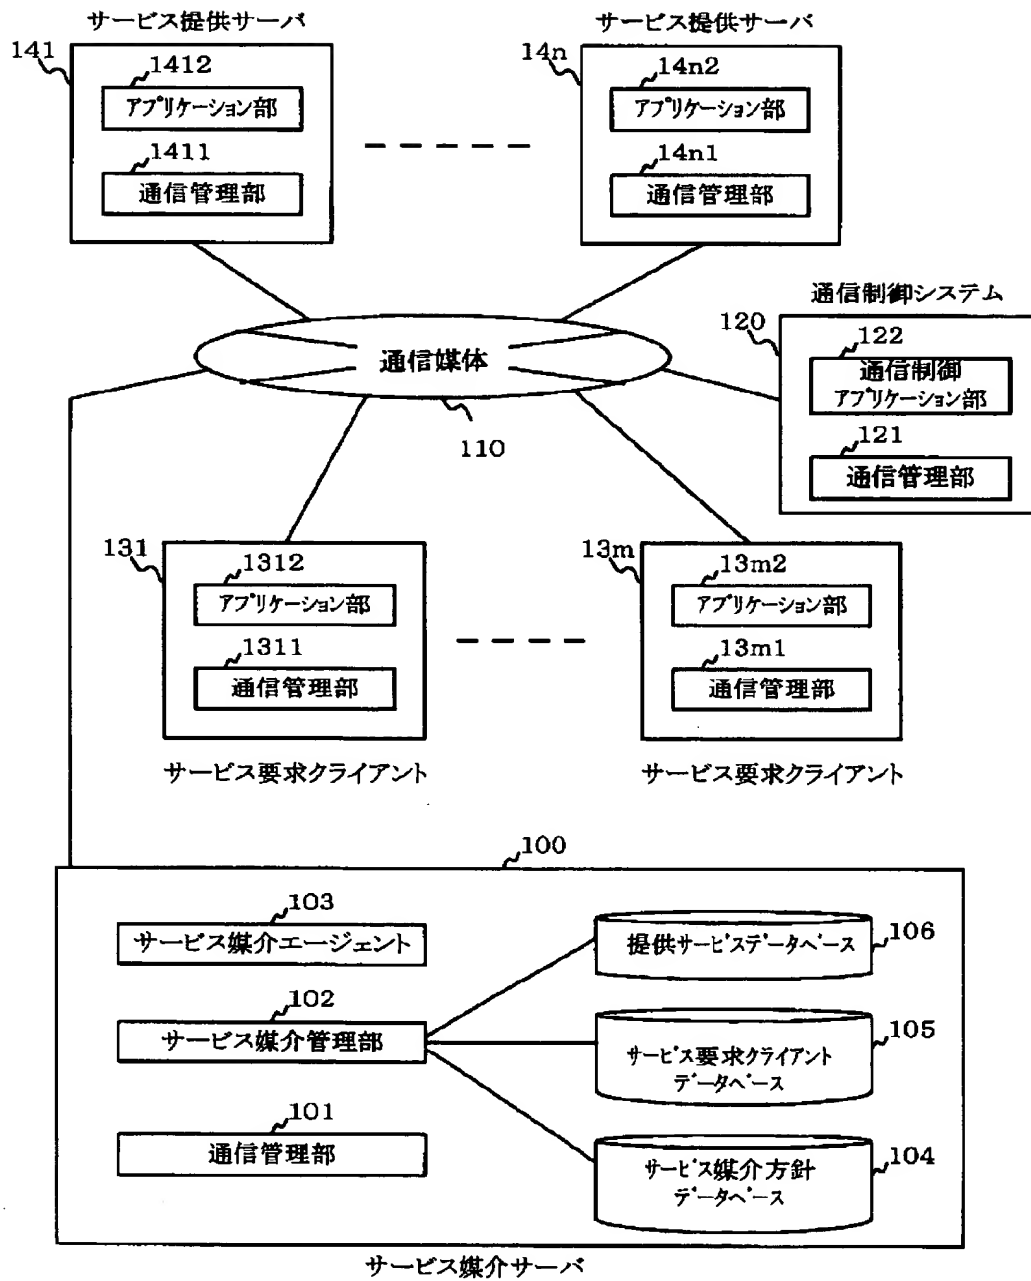 サービス提供サーバ
サービス提供サーバ
141
1412
アプリケーション部
1411
通信管理部
14n
14n2
アプリケーション部
14n1
通信管理部
通信媒体
110
通信制御システム
120
122
通信制御
アプリケーション部
121
通信管理部
131
1312
アプリケーション部
1311
通信管理部
サービス要求クライアント
13m
13m2
アプリケーション部
13m1
通信管理部
サービス要求クライアント
100
103
サービス媒介エージェント
102
サービス媒介管理部
101
通信管理部
提供サービスデータベース
106
サービス要求クライアント
データベース
105
サービス媒介方針
データベース
104
サービス媒介サーバ